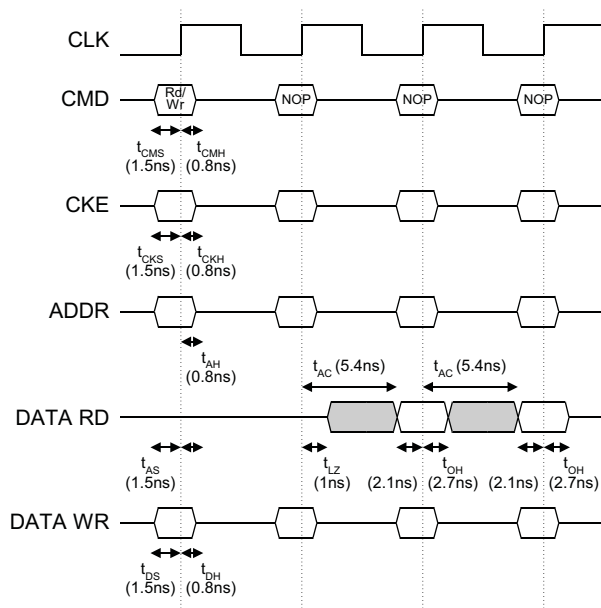 CLK
CMD
Rd/
Wr
NOP
NOP
NOP
tCMS
tCMH
(1.5ns)
(0.8ns)
CKE
tCKS
tCKH
(1.5ns)
(0.8ns)
ADDR
tAH
(0.8ns)
tAC (5.4ns)
tAC (5.4ns)
DATA RD
tAS
(1.5ns)
tLZ
(1ns)
(2.1ns)
tOH
(2.7ns)
(2.1ns)
tOH
(2.7ns)
DATA WR
tDS
tDH
(1.5ns)
(0.8ns)